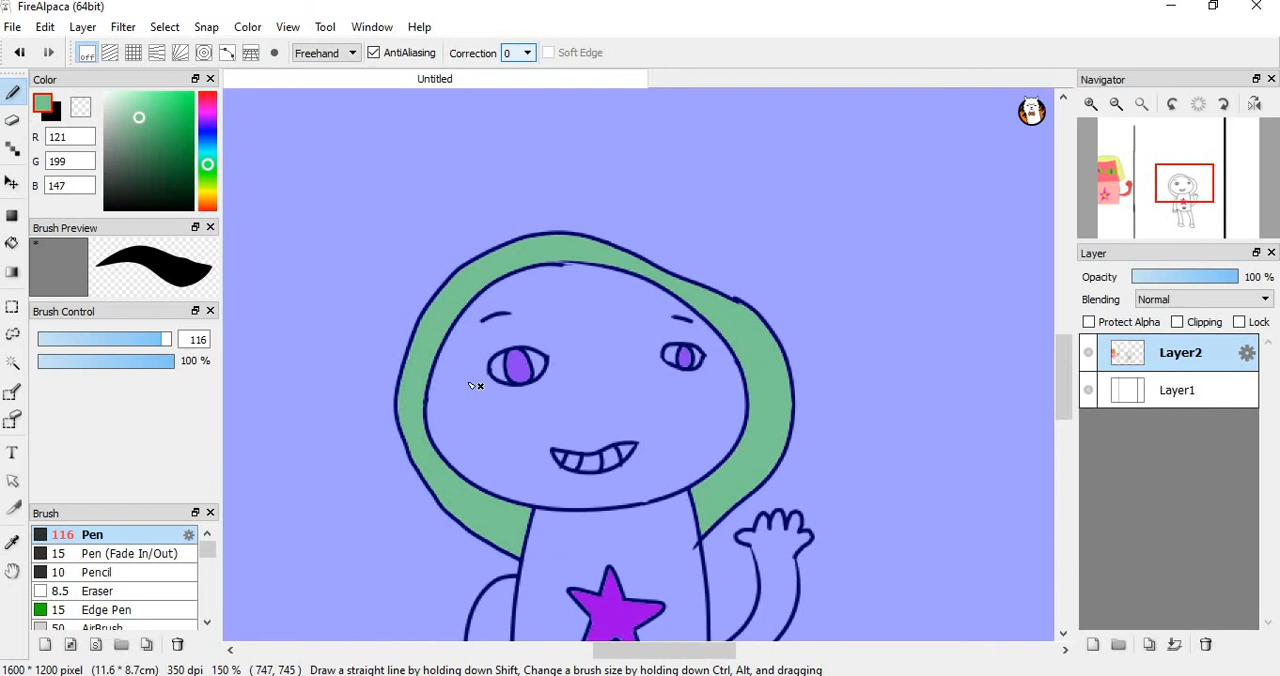 FireAlpaca (64bit)
File Edit Layer Filter Select Snap Color View Tool Window Help
off Freehand AntiAliasing Correction 0 Soft Edge
Color
Untitled
Navigator
R 121
G 199
B 147
Brush Preview
*
Brush Control
116
100 %
Layer
Opacity 100 %
Blending Normal
Protect Alpha Clipping Lock
Layer2
Layer1
T
Brush
116 Pen
15 Pen (Fade In/Out)
10 Pencil
8.5 Eraser
15 Edge Pen
50 AirBrush
1600 * 1200 pixel (11.6 * 8.7cm) 350 dpi 150 % ( 747, 745 ) Draw a straight line by holding down Shift, Change a brush size by holding down Ctrl, Alt, and dragging